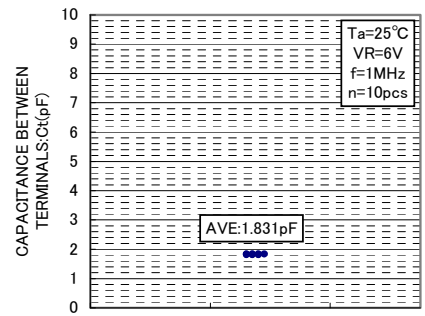 10
9
8
7
6
5
4
3
2
1
0
CAPACITANCE BETWEEN
TERMINALS:Ct(pF)
Ta=25℃
VR=6V
f=1MHz
n=10pcs
AVE:1.831pF